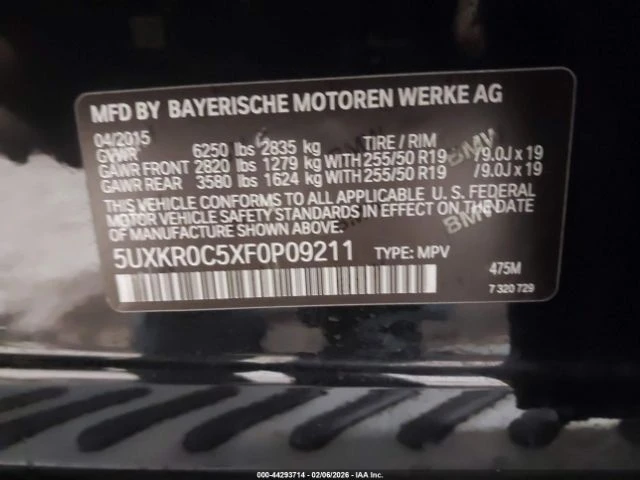 MFD BY BAYERISCHE MOTOREN WERKE AG
04/2015
GVWR 6250 lbs 2835 kg TIRE / RIM
GAWR FRONT 2820 lbs 1279 kg WITH 255/50 R19 /9.0J x 19
GAWR REAR 3580 lbs 1624 kg WITH 255/50 R19 /9.0J x 19
THIS VEHICLE CONFORMS TO ALL APPLICABLE U. S. FEDERAL
MOTOR VEHICLE SAFETY STANDARDS IN EFFECT ON THE DATE
OF MANUFACTURE SHOWN ABOVE.
5UXKR0C5XF0P09211 TYPE: MPV
475M
7 320 729
BMW
BMW
BMW
000-44293714 - 02/06/2026 - IAA Inc.